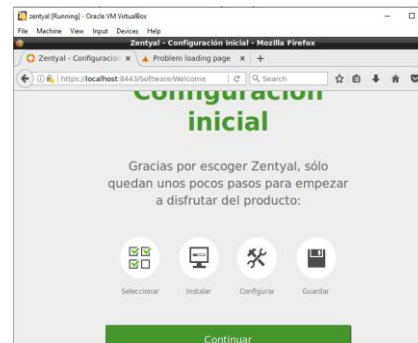 zentyal [Running] - Oracle VM VirtualBox
File Machine View Input Devices Help
Zentyal - Configuración inicial - Mozilla Firefox
Zentyal - Configuración
Problem loading page
https://localhost:8443/Software/Welcome
Search
Configuración
inicial
Gracias por escoger Zentyal, sólo
quedan unos pocos pasos para empezar
a disfrutar del producto:
Seleccionar Instalar Configurar Guardar
Continuar